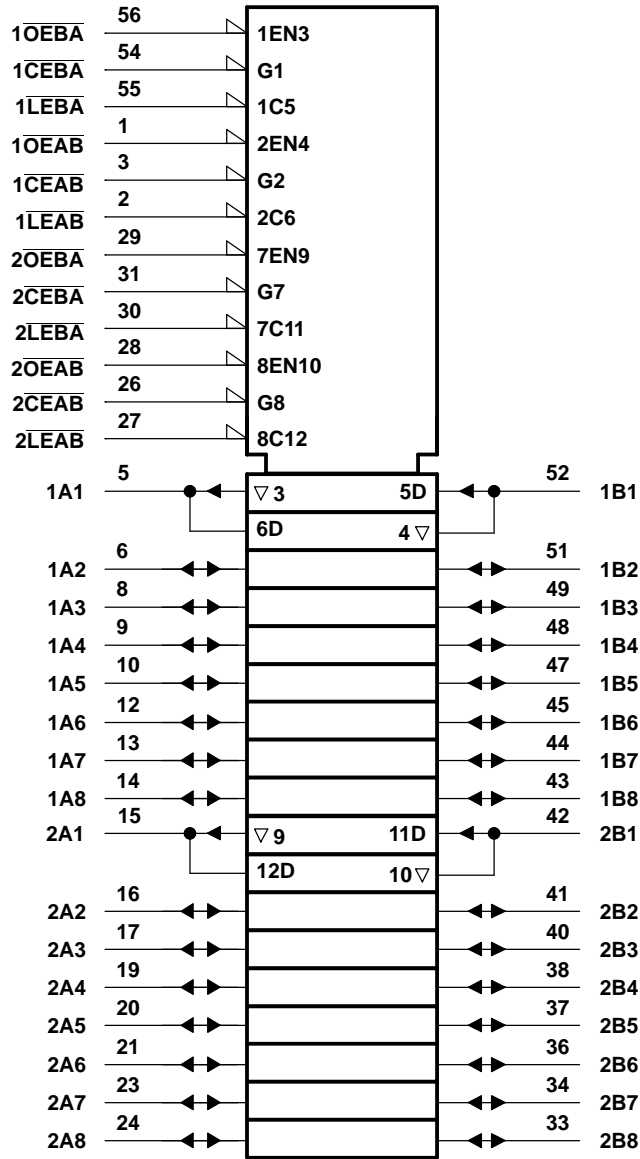 1OEBA 56 1EN3
1CEBA 54 G1
1LEBA 55 1C5
1OEAB 1 2EN4
1CEAB 3 G2
1LEAB 2 2C6
2OEBA 29 7EN9
2CEBA 31 G7
2LEBA 30 7C11
2OEAB 28 8EN10
2CEAB 26 G8
2LEAB 27 8C12
1A1 5 ▽ 3 5D 52 1B1
6D 4 ▽
1A2 6 51 1B2
1A3 8 49 1B3
1A4 9 48 1B4
1A5 10 47 1B5
1A6 12 45 1B6
1A7 13 44 1B7
1A8 14 43 1B8
2A1 15 ▽ 9 11D 42 2B1
12D 10 ▽
2A2 16 41 2B2
2A3 17 40 2B3
2A4 19 38 2B4
2A5 20 37 2B5
2A6 21 36 2B6
2A7 23 34 2B7
2A8 24 33 2B8